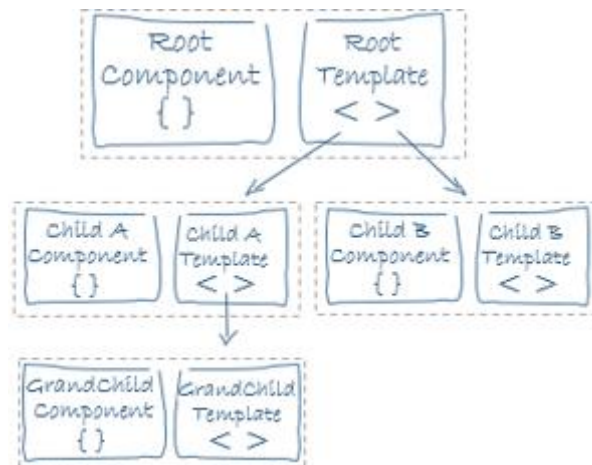 Root
Component
{ }
Root
Template
< >
Child A
Component
{ }
Child A
Template
< >
Child B
Component
{ }
Child B
Template
< >
GrandChild
Component
{ }
GrandChild
Template
< >